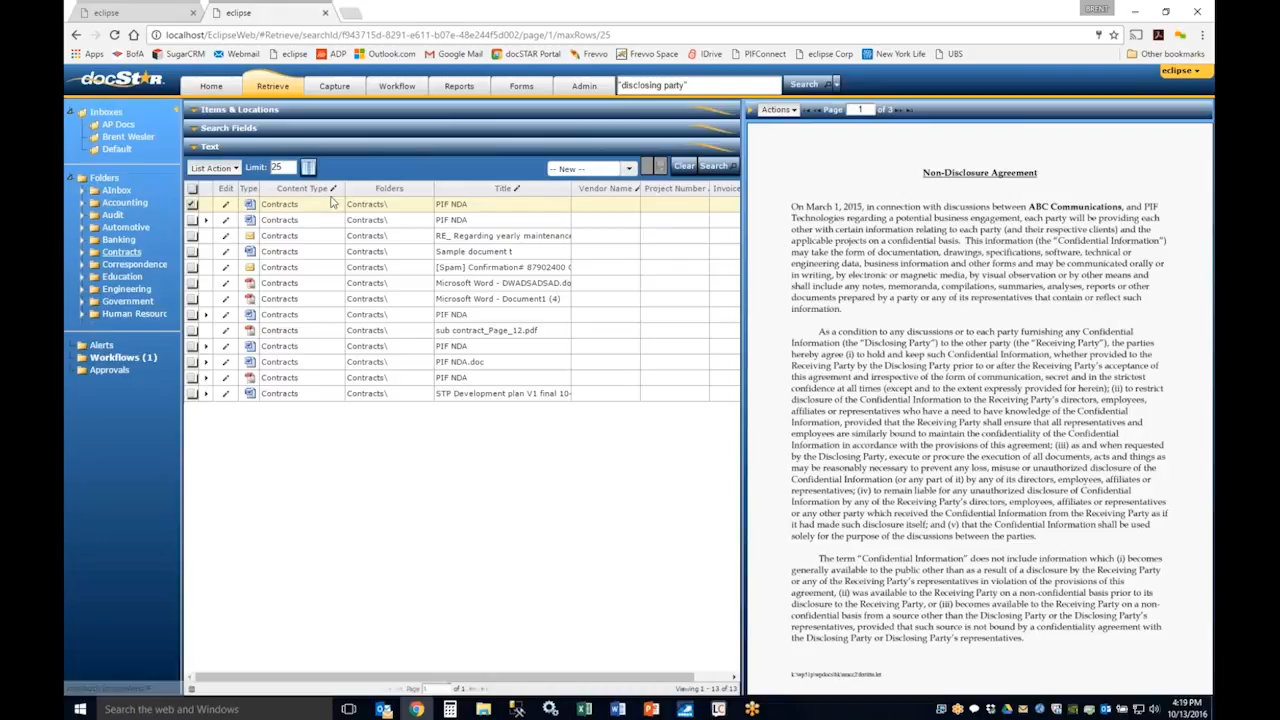 eclipse
eclipse
BRENT
localhost/EclipseWeb/#Retrieve/searchId/f943715d-8291-e611-b07e-48e244f5d002/page/1/maxRows/25
Apps BofA SugarCRM Webmail eclipse ADP Outlook.com Google Mail docSTAR Portal Frevvo Frevvo Space IDrive PIFConnect eclipse Corp New York Life UBS Other bookmarks
docSTAR Home Retrieve Capture Workflow Reports Forms Admin "disclosing party" Search eclipse
Inboxes
AP Docs
Brent Wesler
Default
Folders
AInbox
Accounting
Audit
Automotive
Banking
Contracts
Correspondence
Education
Engineering
Government
Human Resourc
Alerts
Workflows (1)
Approvals
Items & Locations
Search Fields
Text
List Action Limit: 25 -- New -- Clear Search
Edit Type Content Type Folders Title Vendor Name Project Number Invoice
Contracts Contracts\ PIF NDA
Contracts Contracts\ PIF NDA
Contracts Contracts\ RE_ Regarding yearly maintenance
Contracts Contracts\ Sample document t
Contracts Contracts\ [Spam] Confirmation# 87902400 C
Contracts Contracts\ Microsoft Word - DWADSADSAD.do
Contracts Contracts\ Microsoft Word - Document1 (4)
Contracts Contracts\ PIF NDA
Contracts Contracts\ sub contract_Page_12.pdf
Contracts Contracts\ PIF NDA
Contracts Contracts\ PIF NDA.doc
Contracts Contracts\ PIF NDA
Contracts Contracts\ STP Development plan V1 final 10-
Page 1 of 1 Viewing 1 - 13 of 13
Actions Page 1 of 3
Non-Disclosure Agreement
On March 1, 2015, in connection with discussions between ABC Communications, and PIF
Technologies regarding a potential business engagement, each party will be providing each
other with certain information relating to each party (and their respective clients) and the
applicable projects on a confidential basis. This information (the "Confidential Information")
may take the form of documentation, drawings, specifications, software, technical or
engineering data, business information and other forms and may be communicated orally or
in writing, by electronic or magnetic media, by visual observation or by other means and
shall include any notes, memoranda, compilations, summaries, analyses, reports or other
documents prepared by a party or any of its representatives that contain or reflect such
information.
As a condition to any discussions or to each party furnishing any Confidential
Information (the "Disclosing Party") to the other party (the "Receiving Party"), the parties
hereby agree (i) to hold and keep such Confidential Information, whether provided to the
Receiving Party by the Disclosing Party prior to or after the Receiving Party's acceptance of
this agreement and irrespective of the form of communication, secret and in the strictest
confidence at all times (except and to the extent expressly provided for herein); (ii) to restrict
disclosure of the Confidential Information to the Receiving Party's directors, employees,
affiliates or representatives who have a need to have knowledge of the Confidential
Information, provided that the Receiving Party shall ensure that all representatives and
employees are similarly bound to maintain the confidentiality of the Confidential
Information in accordance with the provisions of this agreement; (iii) as and when requested
by the Disclosing Party, execute or procure the execution of all documents, acts and things as
may be reasonably necessary to prevent any loss, misuse or unauthorized disclosure of the
Confidential Information (or any part of it) by any of its directors, employees, affiliates or
representatives; (iv) to remain liable for any unauthorized disclosure of Confidential
Information by any of the Receiving Party's directors, employees, affiliates or representatives
or any other party which received the Confidential Information from the Receiving Party as if
it had made such disclosure itself; and (v) that the Confidential Information shall be used
solely for the purpose of the discussions between the parties.
The term "Confidential Information" does not include information which (i) becomes
generally available to the public other than as a result of a disclosure by the Receiving Party
or any of the Receiving Party's representatives in violation of the provisions of this
agreement, (ii) was available to the Receiving Party on a non-confidential basis prior to its
disclosure to the Receiving Party, or (iii) becomes available to the Receiving Party on a non-
confidential basis from a source other than the Disclosing Party or the Disclosing Party's
representatives, provided that such source is not bound by a confidentiality agreement with
the Disclosing Party or Disclosing Party's representatives.
Search the web and Windows
4:19 PM
10/13/2016